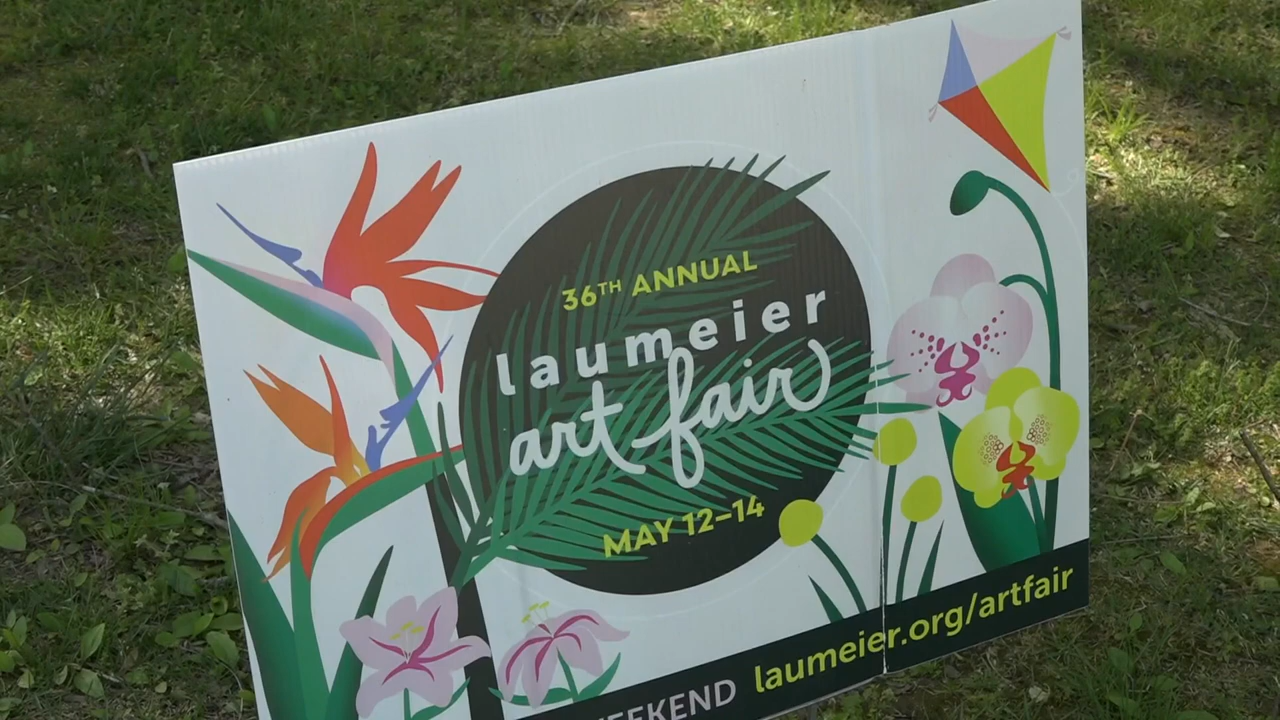 36TH ANNUAL
laumeier
art fair
MAY 12–14
laumeier.org/artfair